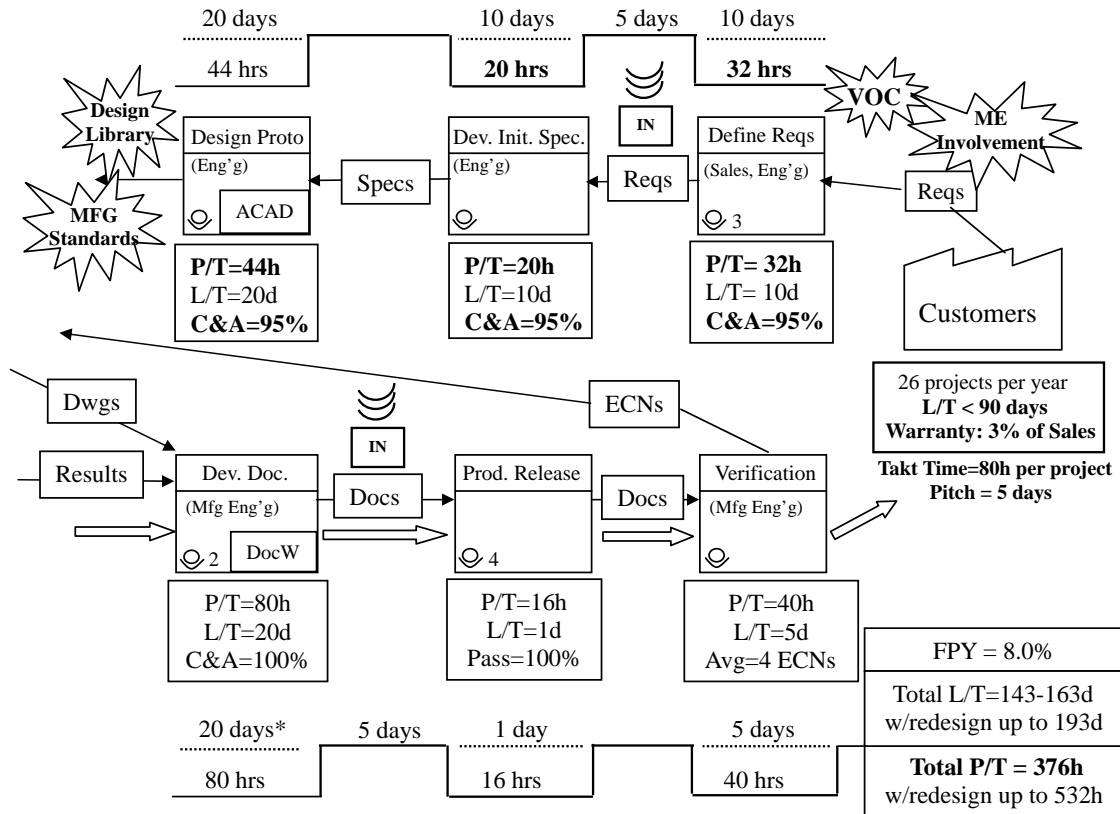 20 days
10 days
5 days
10 days
44 hrs
20 hrs
32 hrs
Design
Library
MFG
Standards
VOC
ME
Involvement
IN
Design Proto
(Eng'g)
ACAD
Specs
Dev. Init. Spec.
(Eng'g)
Reqs
Define Reqs
(Sales, Eng'g)
3
Reqs
P/T=44h
L/T=20d
C&A=95%
P/T=20h
L/T=10d
C&A=95%
P/T= 32h
L/T= 10d
C&A=95%
Customers
26 projects per year
L/T < 90 days
Warranty: 3% of Sales
Takt Time=80h per project
Pitch = 5 days
Dwgs
IN
ECNs
Results
Dev. Doc.
(Mfg Eng'g)
2
DocW
Docs
Prod. Release
4
Docs
Verification
(Mfg Eng'g)
P/T=80h
L/T=20d
C&A=100%
P/T=16h
L/T=1d
Pass=100%
P/T=40h
L/T=5d
Avg=4 ECNs
FPY = 8.0%
Total L/T=143-163d
w/redesign up to 193d
Total P/T = 376h
w/redesign up to 532h
20 days*
5 days
1 day
5 days
80 hrs
16 hrs
40 hrs